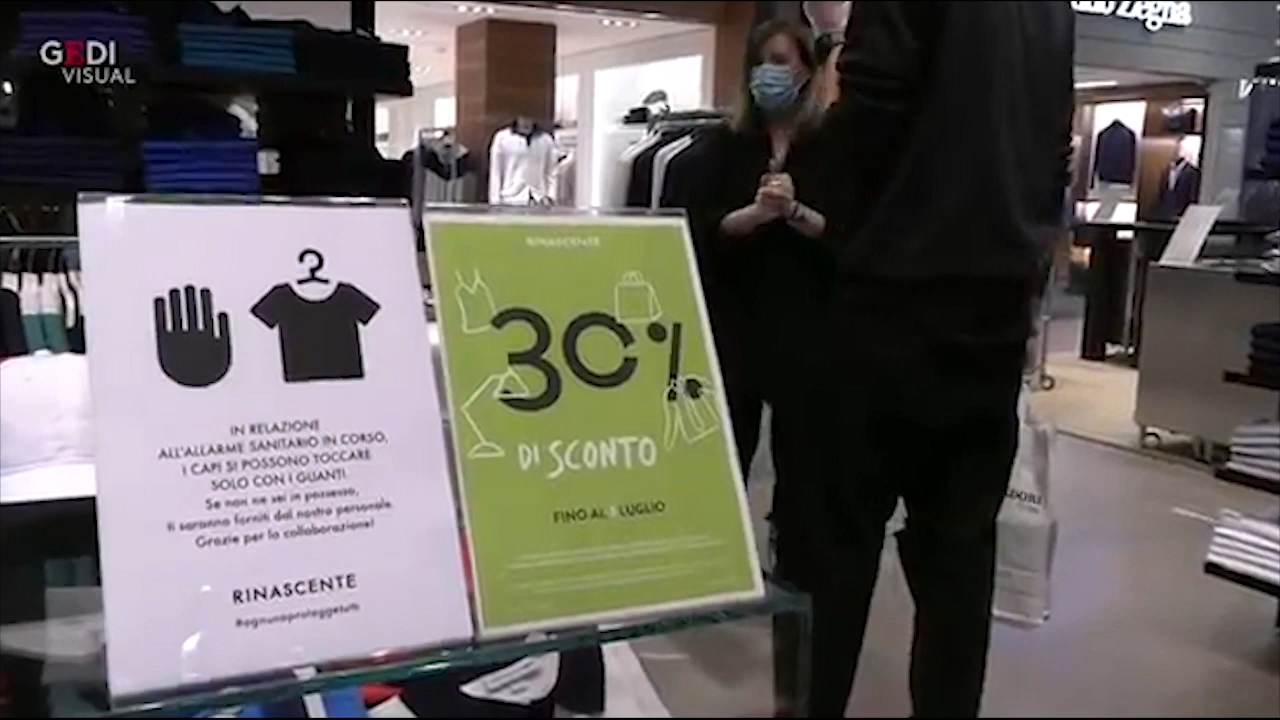 GEDI
VISUAL
Zegna
IN RELAZIONE
ALL'ALLARME SANITARIO IN CORSO,
I CAPI SI POSSONO TOCCARE
SOLO CON I GUANTI.
Se non ne sei in possesso,
ti saranno forniti dal nostro personale.
Grazie per la collaborazione!
RINASCENTE
#ognunoproteggetutti
RINASCENTE
30%
DI SCONTO
FINO AL LUGLIO